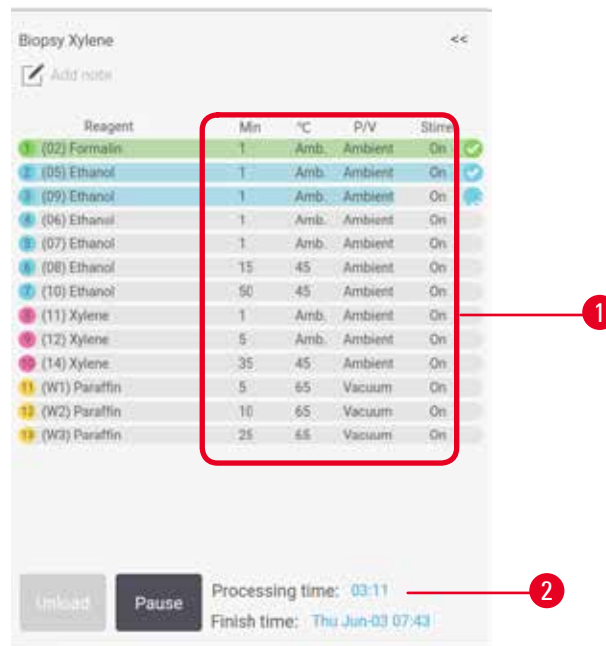 Biopsy Xylene <<
Add note
Reagent Min °C P/V Stirre
1 (02) Formalin 1 Amb. Ambient On
2 (05) Ethanol 1 Amb. Ambient On
3 (09) Ethanol 1 Amb. Ambient On
4 (06) Ethanol 1 Amb. Ambient On
5 (07) Ethanol 1 Amb. Ambient On
6 (08) Ethanol 15 45 Ambient On
7 (10) Ethanol 50 45 Ambient On
8 (11) Xylene 1 Amb. Ambient On
9 (12) Xylene 5 Amb. Ambient On
10 (14) Xylene 35 45 Ambient On
11 (W1) Paraffin 5 65 Vacuum On
12 (W2) Paraffin 10 65 Vacuum On
13 (W3) Paraffin 25 65 Vacuum On
1
Unload Pause Processing time: 03:11 2
Finish time: Thu Jun-03 07:43